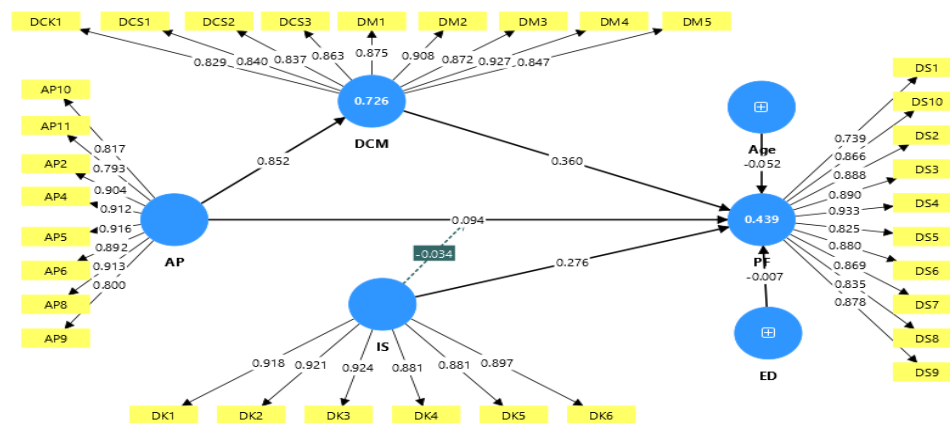 DCK1 DCS1 DCS2 DCS3 DM1 DM2 DM3 DM4 DM5
0.829 0.840 0.837 0.863 0.875 0.908 0.872 0.927 0.847
0.726
DCM
AP10
AP11
AP2
AP4
AP5
AP6
AP8
AP9
0.817
0.793
0.904
0.912
0.916
0.892
0.913
0.800
AP
0.852
0.360
0.094
-0.034
0.276
Age
-0.052
0.439
PF
-0.007
ED
DS1
DS10
DS2
DS3
DS4
DS5
DS6
DS7
DS8
DS9
0.739
0.866
0.888
0.890
0.933
0.825
0.880
0.869
0.835
0.878
IS
0.918 0.921 0.924 0.881 0.881 0.897
DK1 DK2 DK3 DK4 DK5 DK6